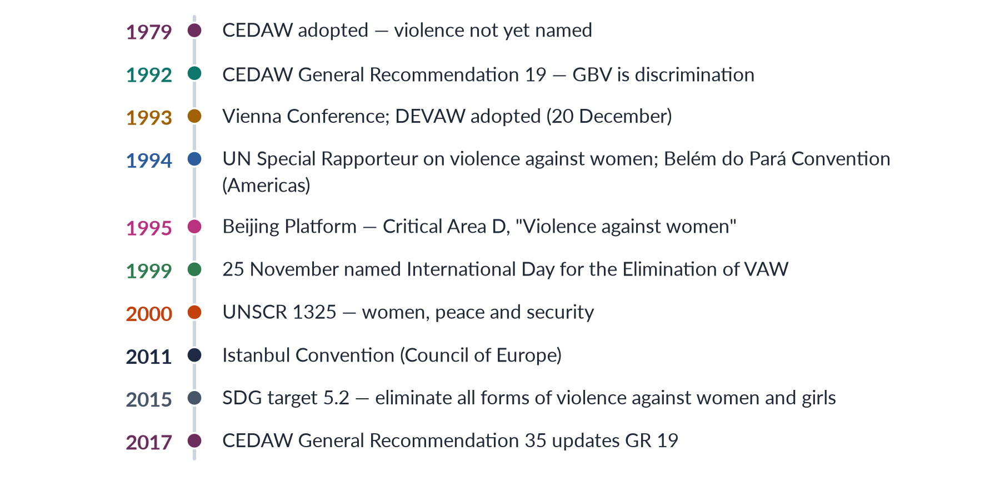 1979 CEDAW adopted — violence not yet named
1992 CEDAW General Recommendation 19 — GBV is discrimination
1993 Vienna Conference; DEVAW adopted (20 December)
1994 UN Special Rapporteur on violence against women; Belém do Pará Convention
(Americas)
1995 Beijing Platform — Critical Area D, "Violence against women"
1999 25 November named International Day for the Elimination of VAW
2000 UNSCR 1325 — women, peace and security
2011 Istanbul Convention (Council of Europe)
2015 SDG target 5.2 — eliminate all forms of violence against women and girls
2017 CEDAW General Recommendation 35 updates GR 19